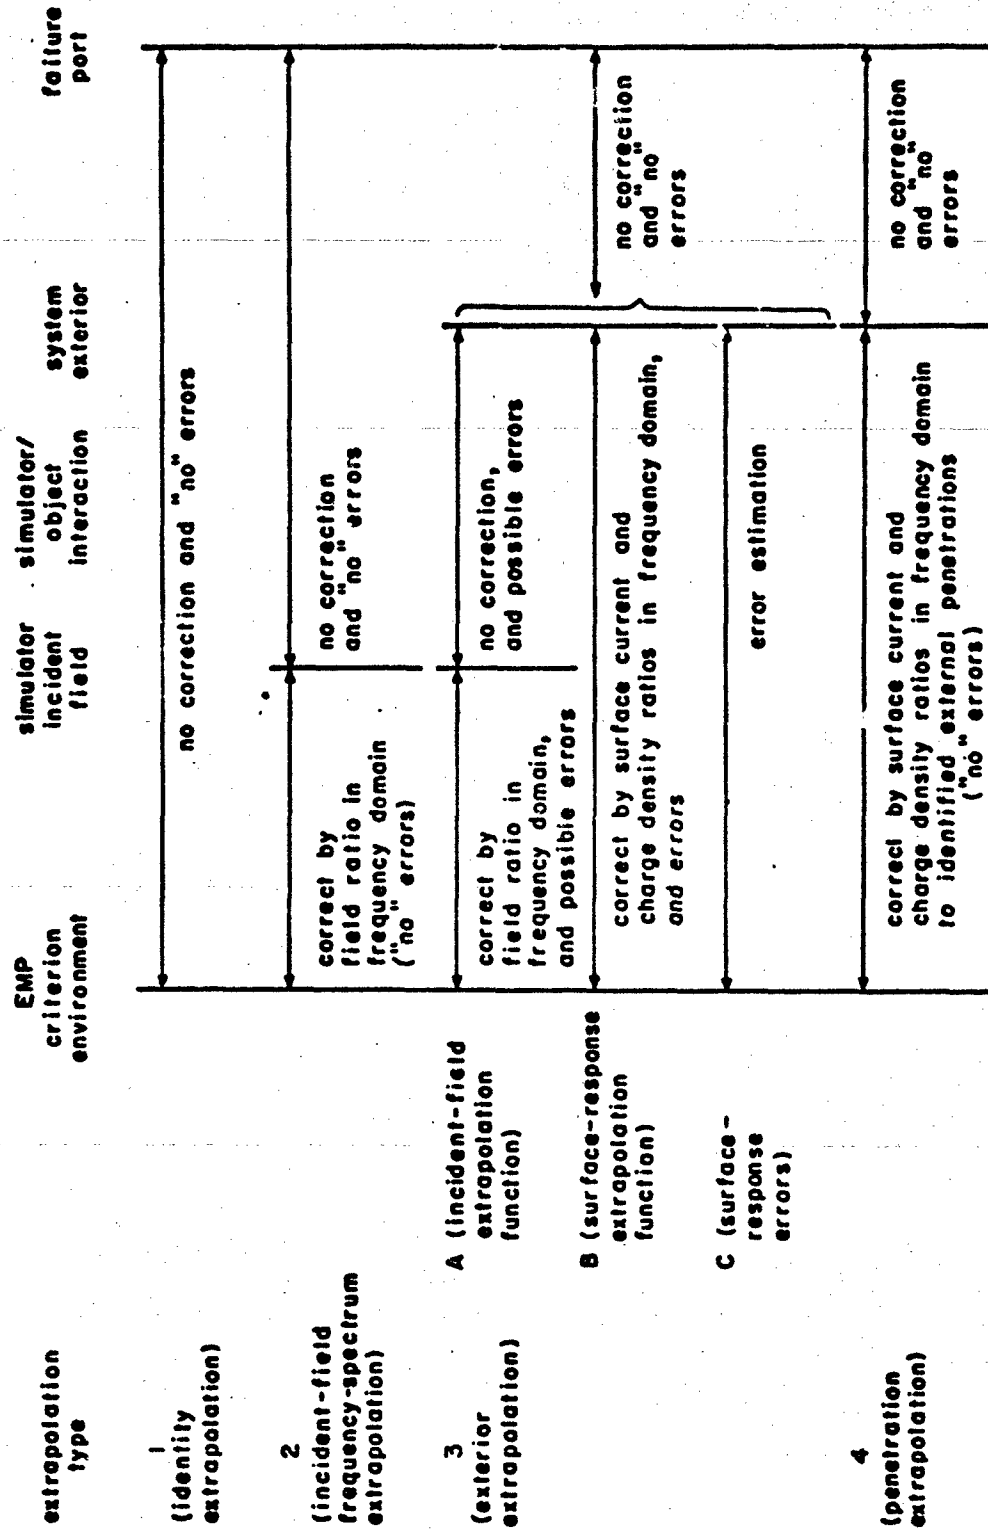 extrapolation
type
EMP
criterion
environment
simulator
incident
field
simulator/
object
interaction
system
exterior
failure
port
1
(identity
extrapolation)
no correction and "no" errors
2
(incident-field
frequency-spectrum
extrapolation)
correct by
field ratio in
frequency domain
("no" errors)
no correction
and "no" errors
3
(exterior
extrapolation)
A (incident-field
extrapolation
function)
correct by
field ratio in
frequency domain,
and possible errors
no correction,
and possible errors
B (surface-response
extrapolation
function)
correct by surface current and
charge density ratios in frequency domain,
and errors
no correction
and "no"
errors
C (surface-
response
errors)
error estimation
4
(penetration
extrapolation)
correct by surface current and
charge density ratios in frequency domain
to identified external penetrations
("no" errors)
no correction
and "no"
errors